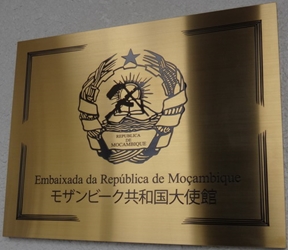 REPÚBLICA
DE
MOÇAMBIQUE
Embaixada da República de Moçambique
モザンビーク共和国大使館